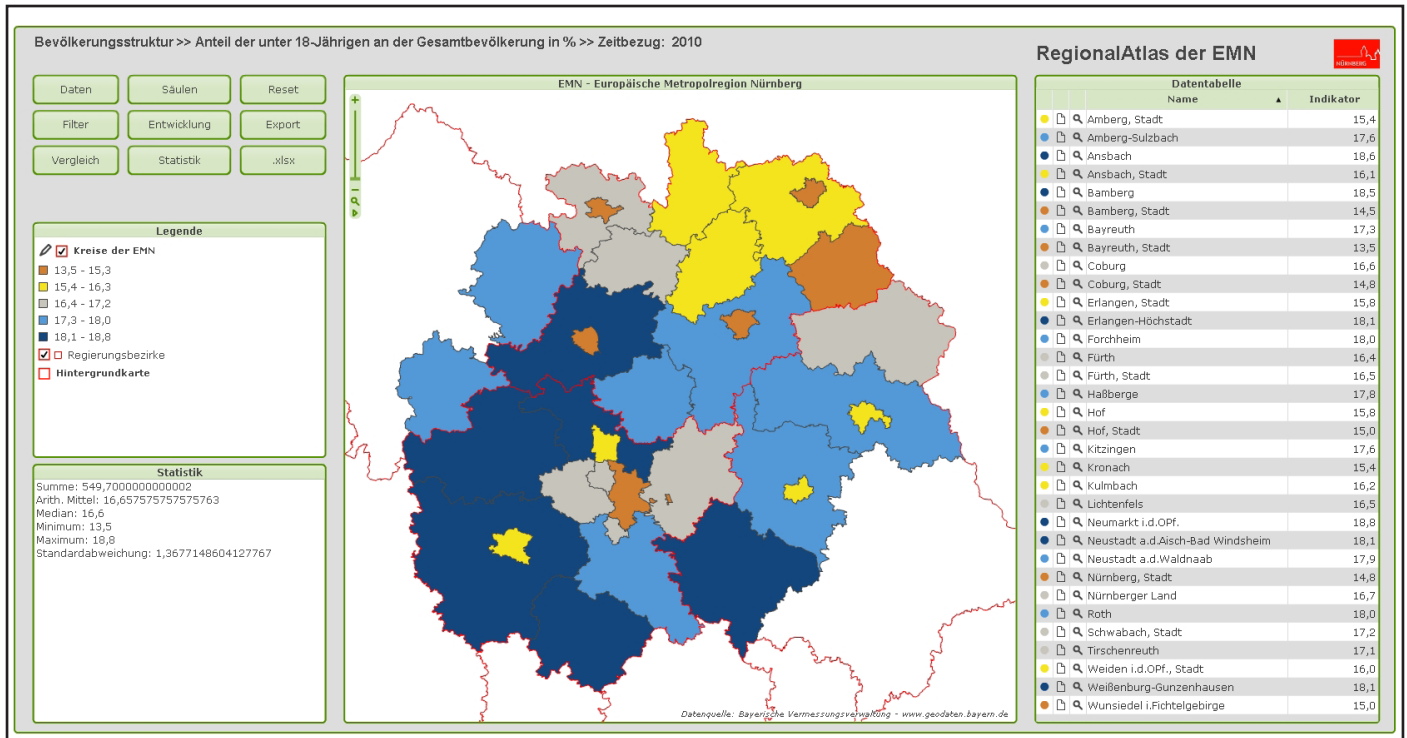 Bevölkerungsstruktur >> Anteil der unter 18-Jährigen an der Gesamtbevölkerung in % >> Zeitbezug: 2010
RegionalAtlas der EMN
NÜRNBERG
Daten Säulen Reset
Filter Entwicklung Export
Vergleich Statistik .xlsx
Legende
Kreise der EMN
13,5 - 15,3
15,4 - 16,3
16,4 - 17,2
17,3 - 18,0
18,1 - 18,8
Regierungsbezirke
Hintergrundkarte
Statistik
Summe: 549,7000000000002
Arith. Mittel: 16,657575757575763
Median: 16,6
Minimum: 13,5
Maximum: 18,8
Standardabweichung: 1,3677148604127767
EMN - Europäische Metropolregion Nürnberg
Datenquelle: Bayerische Vermessungsverwaltung - www.geodaten.bayern.de
Datentabelle
Name Indikator
Amberg, Stadt 15,4
Amberg-Sulzbach 17,6
Ansbach 18,6
Ansbach, Stadt 16,1
Bamberg 18,5
Bamberg, Stadt 14,5
Bayreuth 17,3
Bayreuth, Stadt 13,5
Coburg 16,6
Coburg, Stadt 14,8
Erlangen, Stadt 15,8
Erlangen-Höchstadt 18,1
Forchheim 18,0
Fürth 16,4
Fürth, Stadt 16,5
Haßberge 17,8
Hof 15,8
Hof, Stadt 15,0
Kitzingen 17,6
Kronach 15,4
Kulmbach 16,2
Lichtenfels 16,5
Neumarkt i.d.OPf. 18,8
Neustadt a.d.Aisch-Bad Windsheim 18,1
Neustadt a.d.Waldnaab 17,9
Nürnberg, Stadt 14,8
Nürnberger Land 16,7
Roth 18,0
Schwabach, Stadt 17,2
Tirschenreuth 17,1
Weiden i.d.OPf., Stadt 16,0
Weißenburg-Gunzenhausen 18,1
Wunsiedel i.Fichtelgebirge 15,0